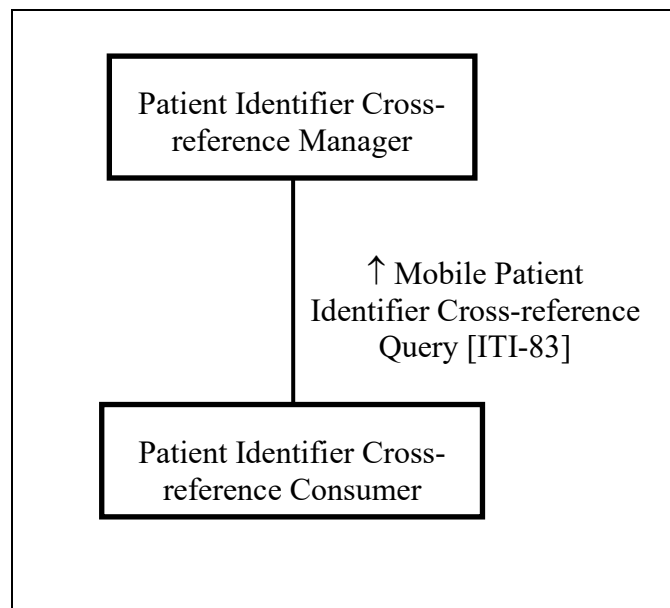 Patient Identifier Cross-
reference Manager
↑ Mobile Patient
Identifier Cross-reference
Query [ITI-83]
Patient Identifier Cross-
reference Consumer